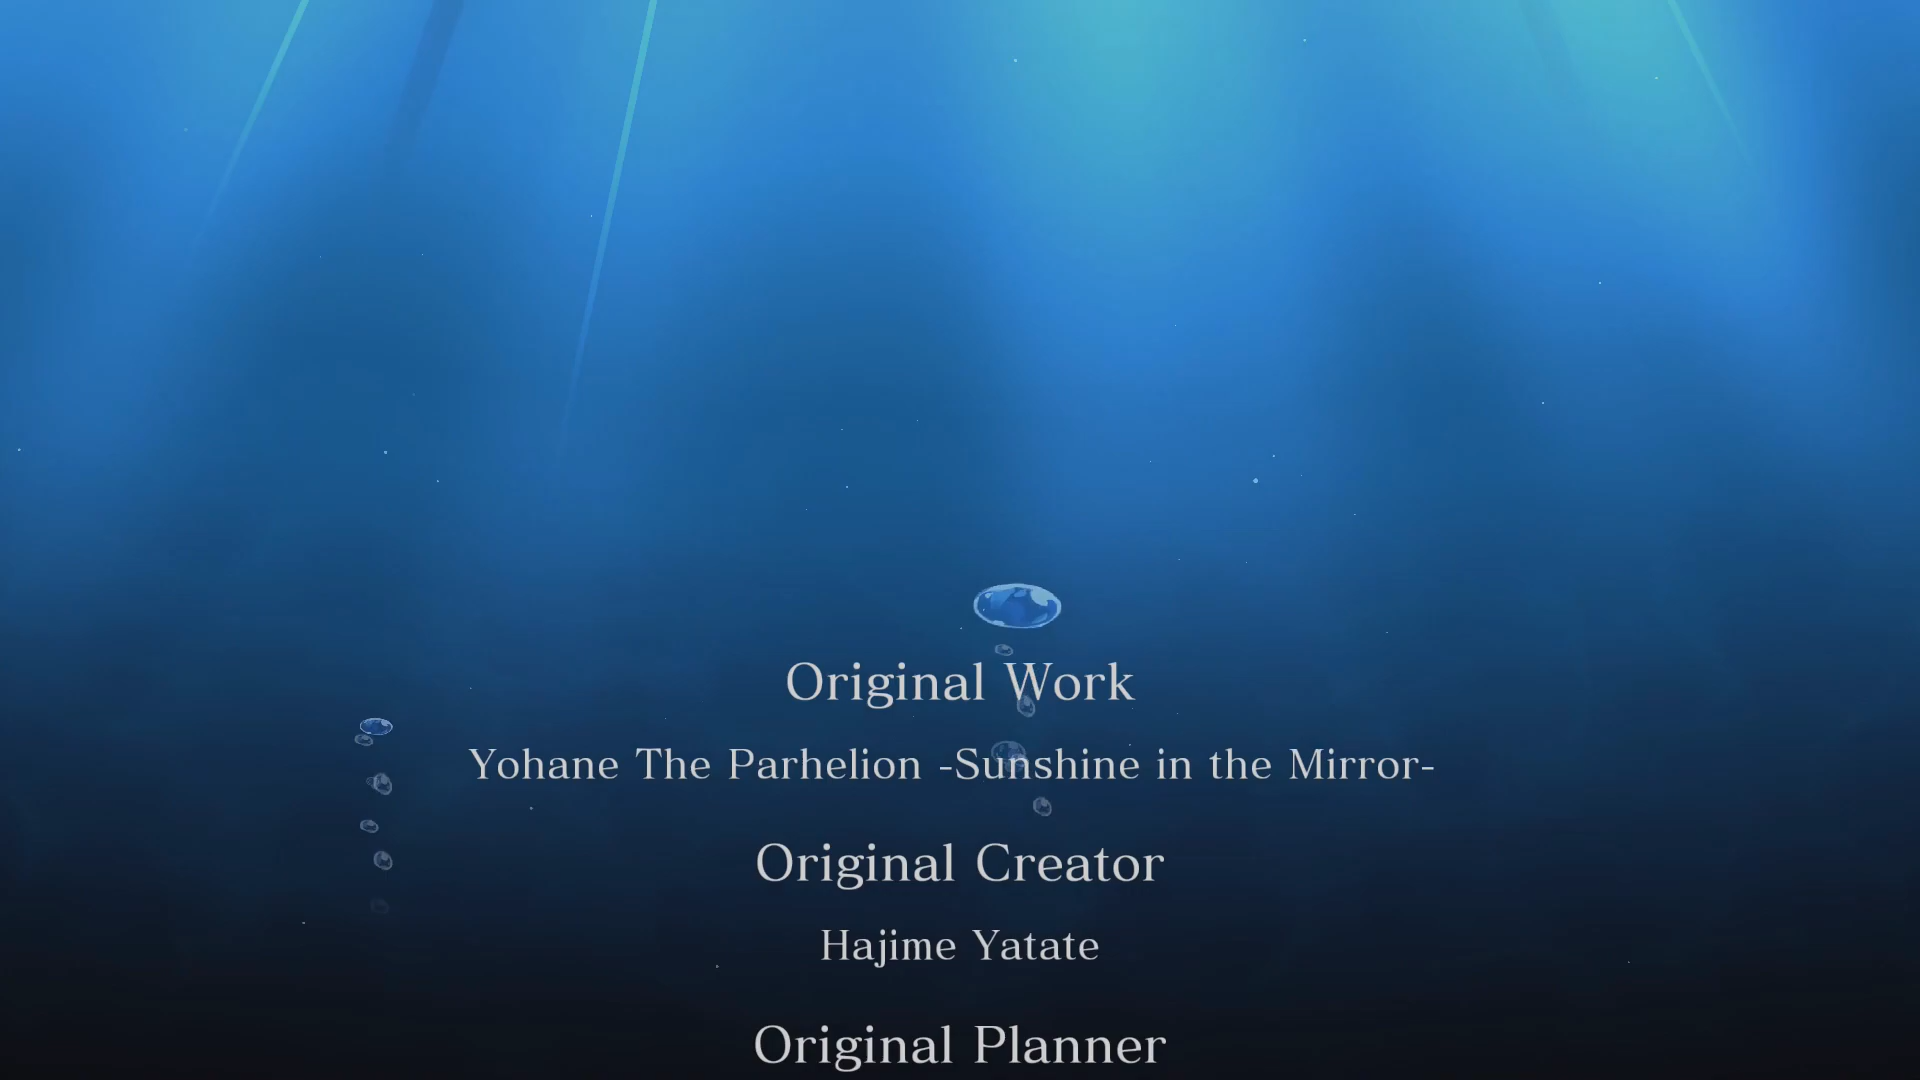 Original Work
Yohane The Parhelion -Sunshine in the Mirror-
Original Creator
Hajime Yatate
Original Planner